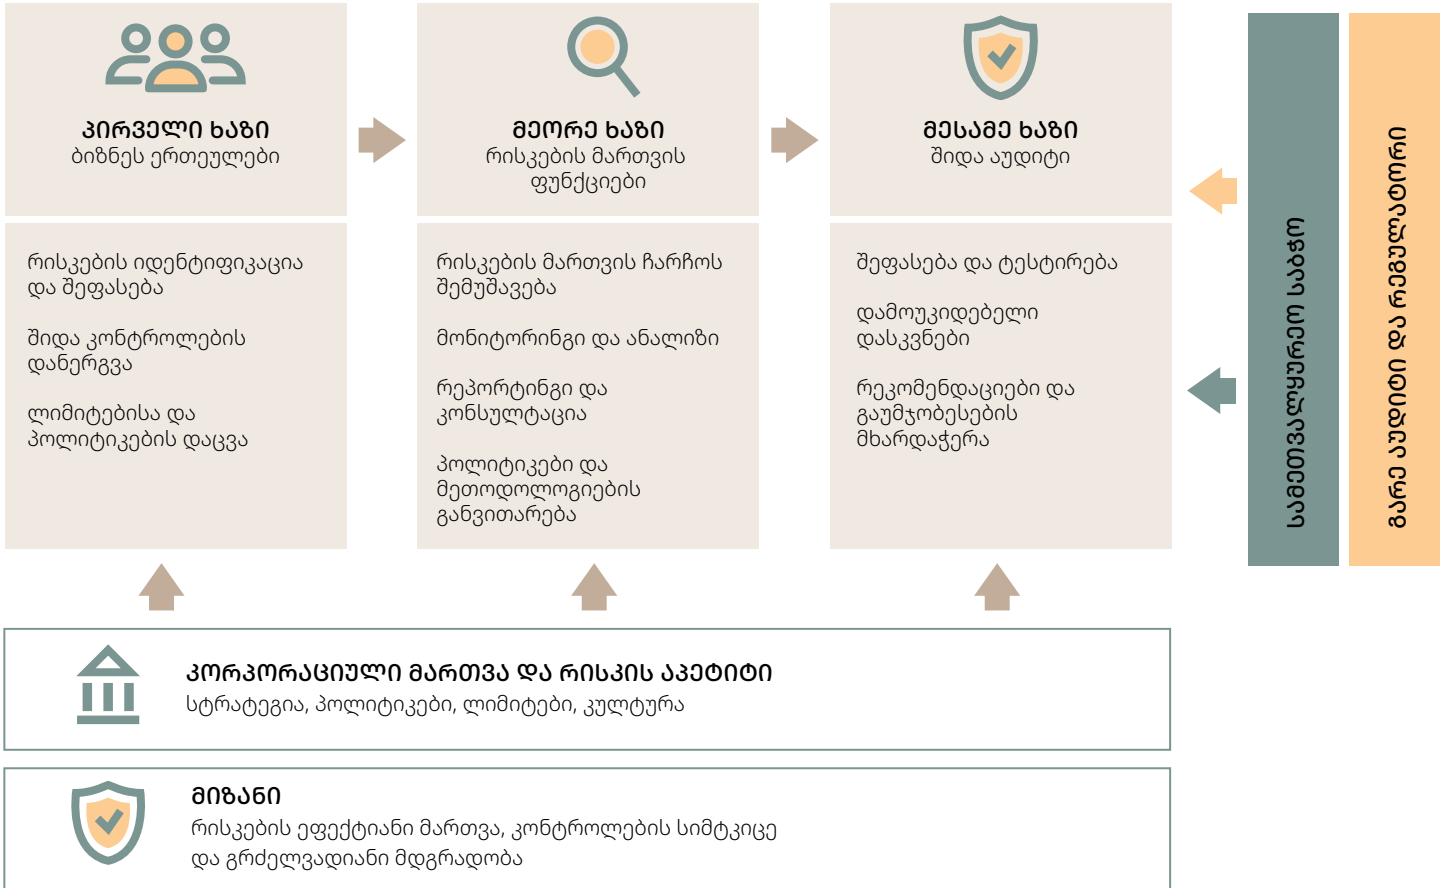 პირველი ხაზი
ბიზნეს ერთეულები
მეორე ხაზი
რისკების მართვის
ფუნქციები
მესამე ხაზი
შიდა აუდიტი
რისკების იდენტიფიკაცია
და შეფასება
შიდა კონტროლების
დანერგვა
ლიმიტებისა და
პოლიტიკების დაცვა
რისკების მართვის ჩარჩოს
შემუშავება
მონიტორინგი და ანალიზი
რეპორტინგი და
კონსულტაცია
პოლიტიკები და
მეთოდოლოგიების
განვითარება
შეფასება და ტესტირება
დამოუკიდებელი
დასკვნები
რეკომენდაციები და
გაუმჯობესების
მხარდაჭერა
სამეთვალყურეო საბჭო
გარე აუდიტი და რეგულატორი
კორპორაციული მართვა და რისკის აპეტიტი
სტრატეგია, პოლიტიკები, ლიმიტები, კულტურა
მიზანი
რისკების ეფექტიანი მართვა, კონტროლების სიმტკიცე
და გრძელვადიანი მდგრადობა